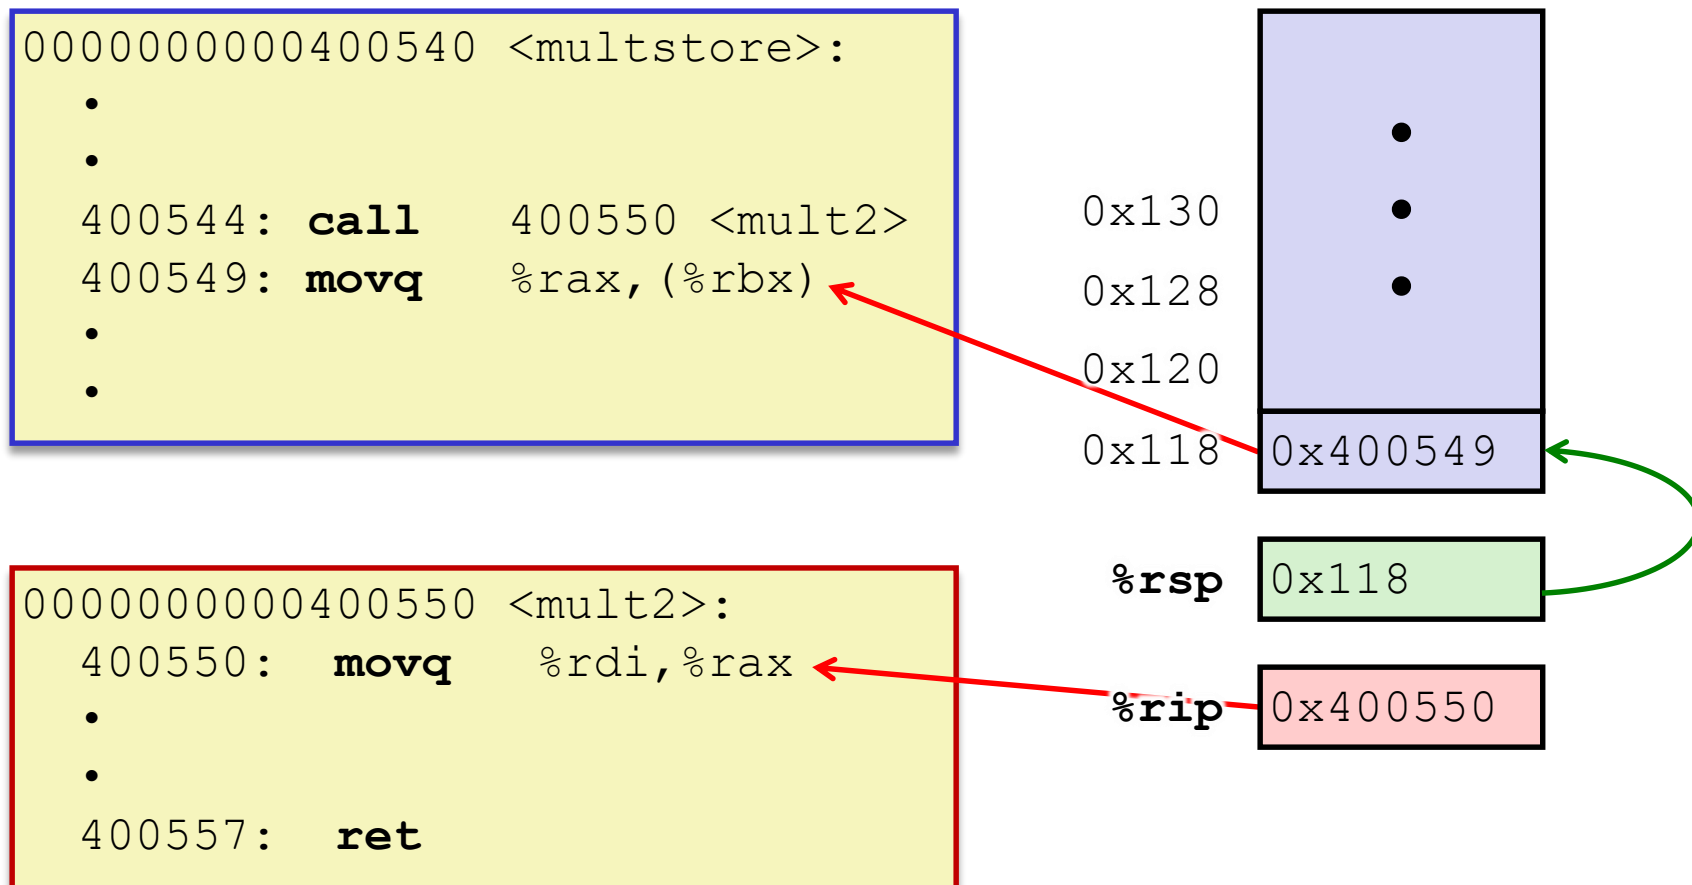 0000000000400540 <multstore>:
•
•
400544: call 400550 <mult2>
400549: movq %rax,(%rbx)
•
•
0000000000400550 <mult2>:
400550: movq %rdi,%rax
•
•
400557: ret
•
0x130 •
0x128 •
0x120
0x118 0x400549
%rsp 0x118
%rip 0x400550